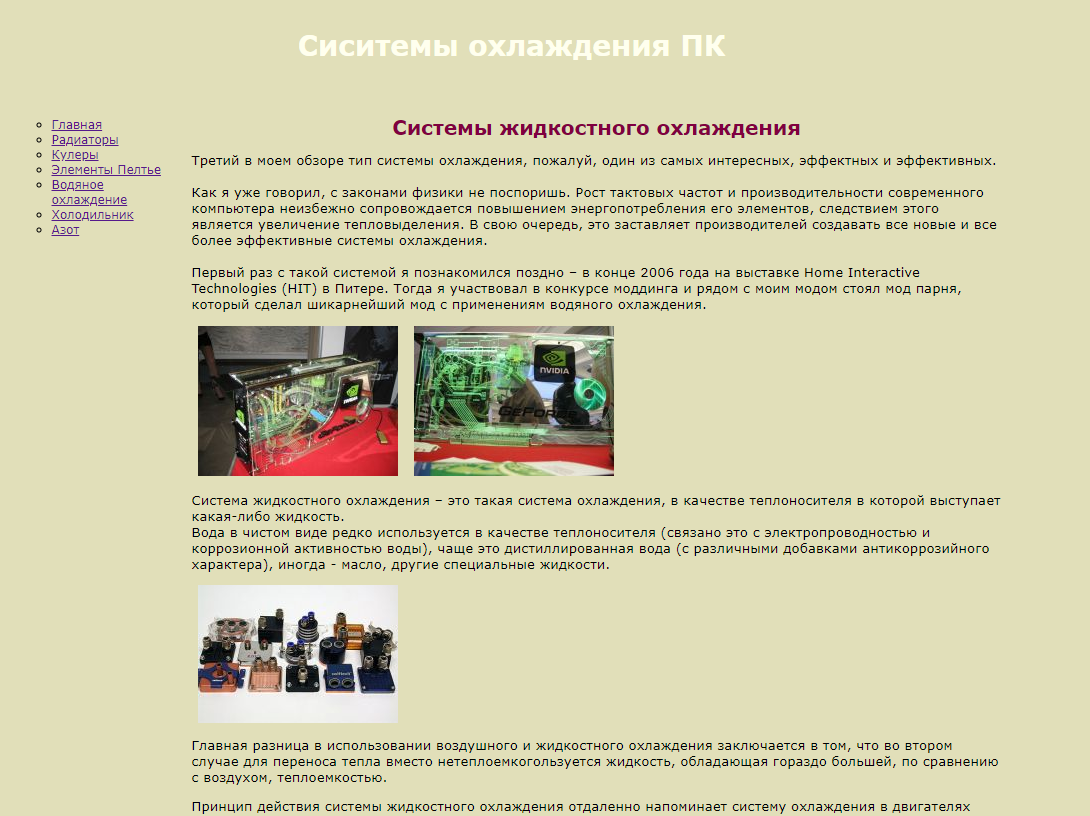 Сиситемы охлаждения ПК
Главная
Радиаторы
Кулеры
Элементы Пелтье
Водяное
охлаждение
Холодильник
Азот
Системы жидкостного охлаждения
Третий в моем обзоре тип системы охлаждения, пожалуй, один из самых интересных, эффектных и эффективных.
Как я уже говорил, с законами физики не поспоришь. Рост тактовых частот и производительности современного
компьютера неизбежно сопровождается повышением энергопотребления его элементов, следствием этого
является увеличение тепловыделения. В свою очередь, это заставляет производителей создавать все новые и все
более эффективные системы охлаждения.
Первый раз с такой системой я познакомился поздно – в конце 2006 года на выставке Home Interactive
Technologies (HIT) в Питере. Тогда я участвовал в конкурсе моддинга и рядом с моим модом стоял мод парня,
который сделал шикарнейший мод с применениям водяного охлаждения.
NVIDIA
GEFORCE
NVIDIA
GEFORCE
Система жидкостного охлаждения – это такая система охлаждения, в качестве теплоносителя в которой выступает
какая-либо жидкость.
Вода в чистом виде редко используется в качестве теплоносителя (связано это с электропроводностью и
коррозионной активностью воды), чаще это дистиллированная вода (с различными добавками антикоррозийного
характера), иногда - масло, другие специальные жидкости.
Главная разница в использовании воздушного и жидкостного охлаждения заключается в том, что во втором
случае для переноса тепла вместо нетеплоемкогользуется жидкость, обладающая гораздо большей, по сравнению
с воздухом, теплоемкостью.
Принцип действия системы жидкостного охлаждения отдаленно напоминает систему охлаждения в двигателях